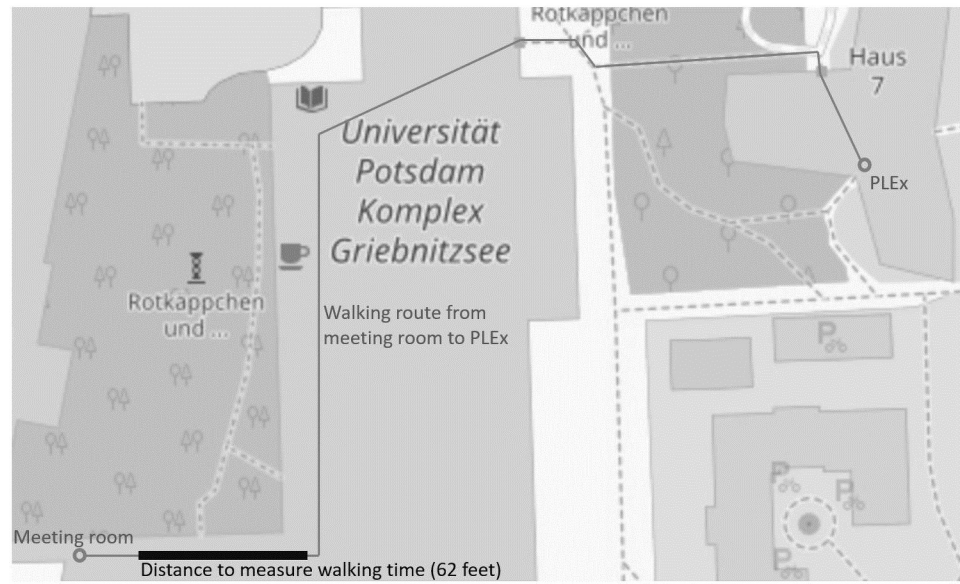 Rotkäppchen
und ...
Haus
7
Universität
Potsdam
Komplex
Griebnitzsee
PLEx
Rotkäppchen
und ...
Walking route from
meeting room to PLEx
P
P
P
P
Meeting room
Distance to measure walking time (62 feet)